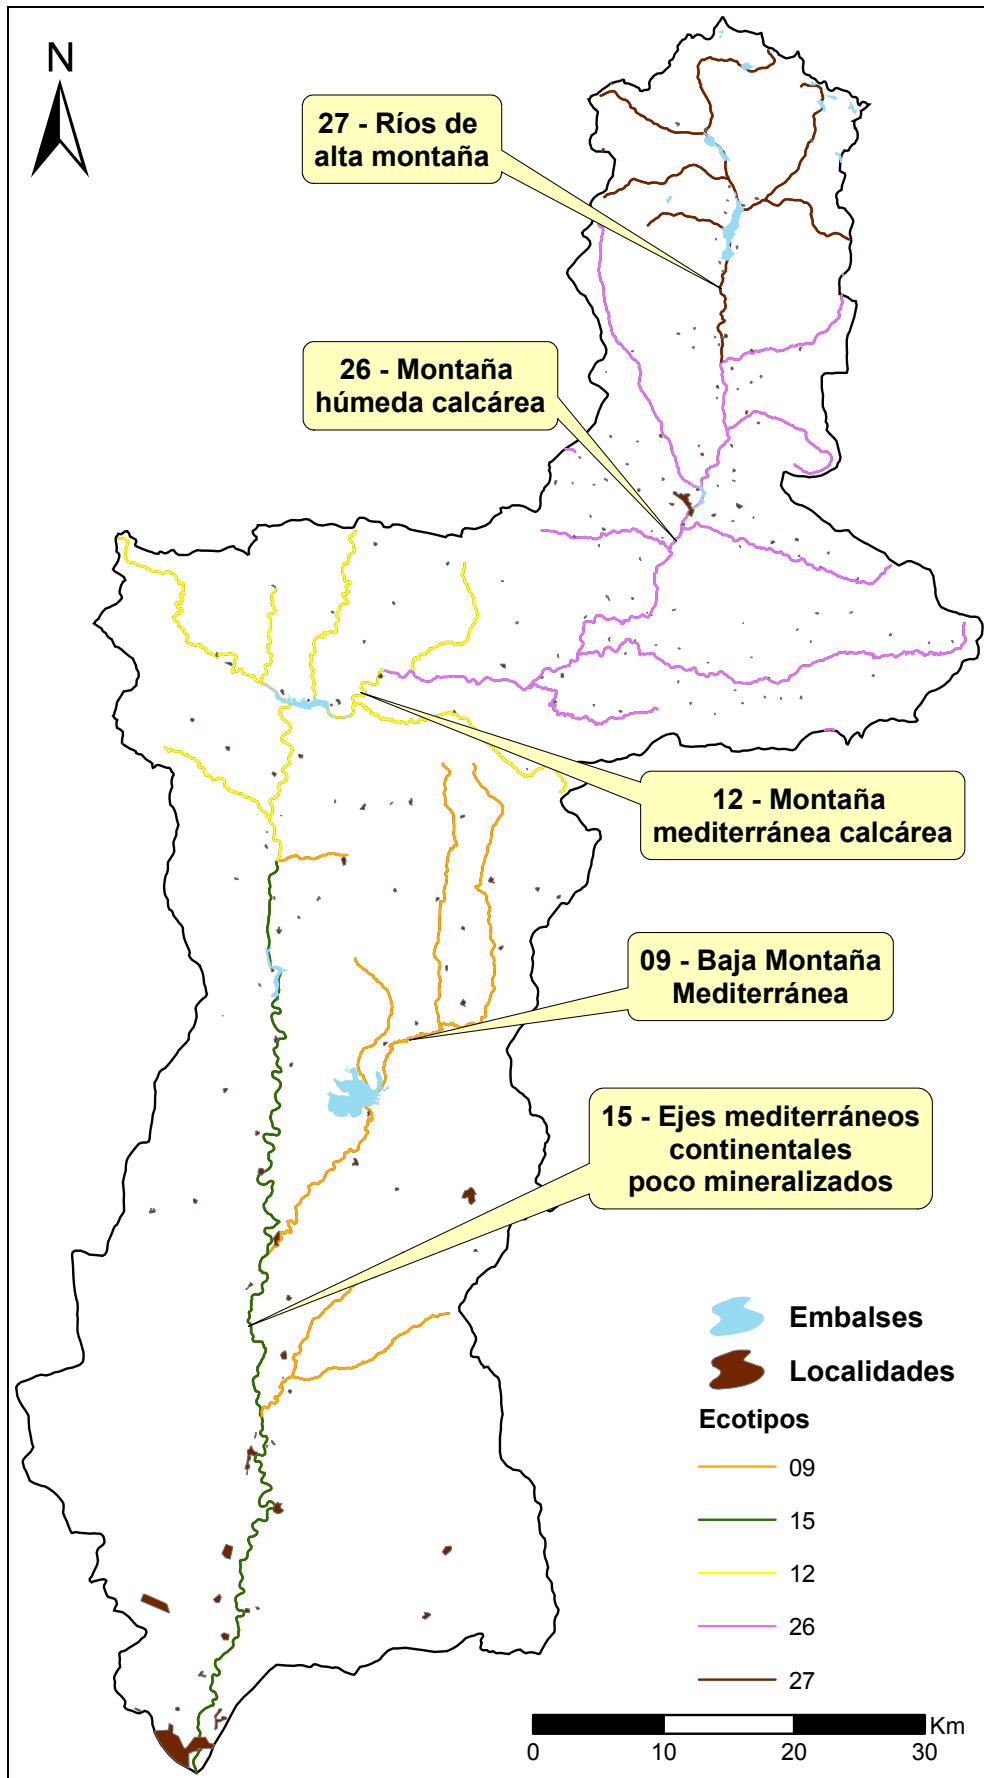 N
27 - Ríos de
alta montaña
26 - Montaña
húmeda calcárea
12 - Montaña
mediterránea calcárea
09 - Baja Montaña
Mediterránea
15 - Ejes mediterráneos
continentales
poco mineralizados
Embalses
Localidades
Ecotipos
09
15
12
26
27
Km
0 10 20 30